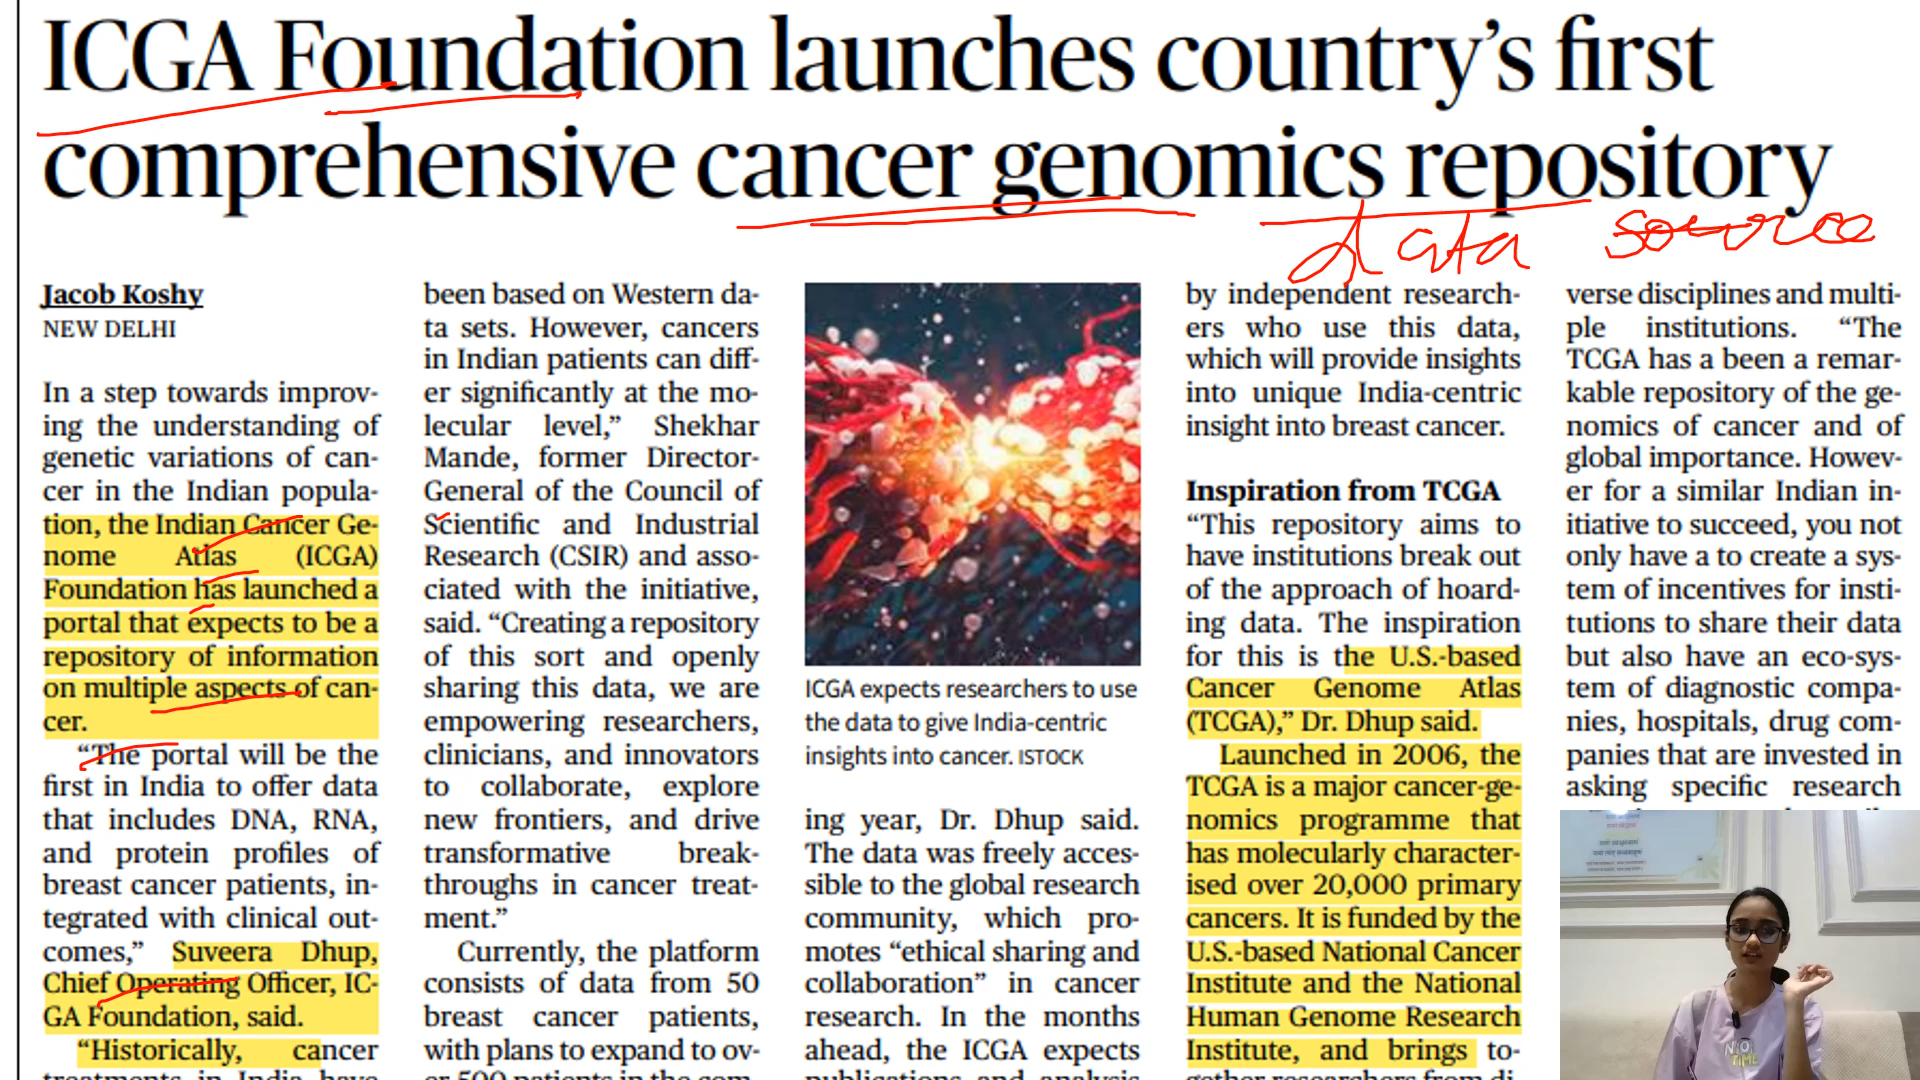 ICGA Foundation launches country’s first
comprehensive cancer genomics repository
data source
Jacob Koshy
NEW DELHI
In a step towards improv-
ing the understanding of
genetic variations of can-
cer in the Indian popula-
tion, the Indian Cancer Ge-
nome Atlas (ICGA)
Foundation has launched a
portal that expects to be a
repository of information
on multiple aspects of can-
cer.
“The portal will be the
first in India to offer data
that includes DNA, RNA,
and protein profiles of
breast cancer patients, in-
tegrated with clinical out-
comes,” Suveera Dhup,
Chief Operating Officer, IC-
GA Foundation, said.
“Historically, cancer
treatments in India have
been based on Western da-
ta sets. However, cancers
in Indian patients can diff-
er significantly at the mo-
lecular level,” Shekhar
Mande, former Director-
General of the Council of
Scientific and Industrial
Research (CSIR) and asso-
ciated with the initiative,
said. “Creating a repository
of this sort and openly
sharing this data, we are
empowering researchers,
clinicians, and innovators
to collaborate, explore
new frontiers, and drive
transformative break-
throughs in cancer treat-
ment.”
Currently, the platform
consists of data from 50
breast cancer patients,
with plans to expand to ov-
er 500 patients in the com-
ICGA expects researchers to use
the data to give India-centric
insights into cancer. ISTOCK
ing year, Dr. Dhup said.
The data was freely acces-
sible to the global research
community, which pro-
motes “ethical sharing and
collaboration” in cancer
research. In the months
ahead, the ICGA expects
publications and analysis
by independent research-
ers who use this data,
which will provide insights
into unique India-centric
insight into breast cancer.
Inspiration from TCGA
“This repository aims to
have institutions break out
of the approach of hoard-
ing data. The inspiration
for this is the U.S.-based
Cancer Genome Atlas
(TCGA),” Dr. Dhup said.
Launched in 2006, the
TCGA is a major cancer-ge-
nomics programme that
has molecularly character-
ised over 20,000 primary
cancers. It is funded by the
U.S.-based National Cancer
Institute and the National
Human Genome Research
Institute, and brings to-
gether researchers from di-
verse disciplines and multi-
ple institutions. “The
TCGA has a been a remar-
kable repository of the ge-
nomics of cancer and of
global importance. Howev-
er for a similar Indian in-
itiative to succeed, you not
only have a to create a sys-
tem of incentives for insti-
tutions to share their data
but also have an eco-sys-
tem of diagnostic compa-
nies, hospitals, drug com-
panies that are invested in
asking specific research
NO
TIME